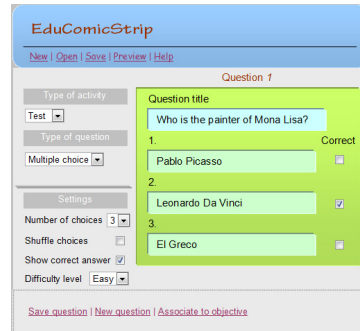 EduComicStrip
New | Open | Save | Preview | Help
Question 1
Type of activity
Test
Type of question
Multiple choice
Settings
Number of choices 3
Shuffle choices
Show correct answer
Difficulty level Easy
Question title
Who is the painter of Mona Lisa?
1. Correct
Pablo Picasso
2.
Leonardo Da Vinci
3.
El Greco
Save question | New question | Associate to objective